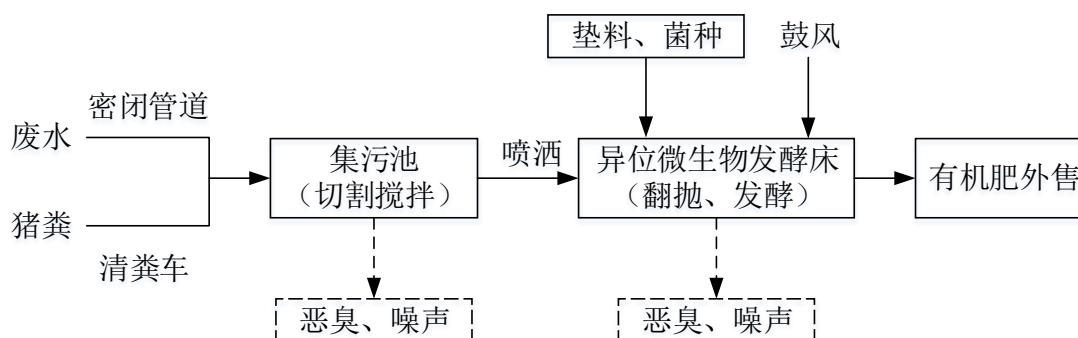 垫料、菌种
鼓风
密闭管道
废水
集污池
（切割搅拌）
喷洒
异位微生物发酵床
（翻抛、发酵）
有机肥外售
猪粪
清粪车
恶臭、噪声
恶臭、噪声